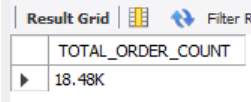 Result Grid Filter R
TOTAL_ORDER_COUNT
18.48K